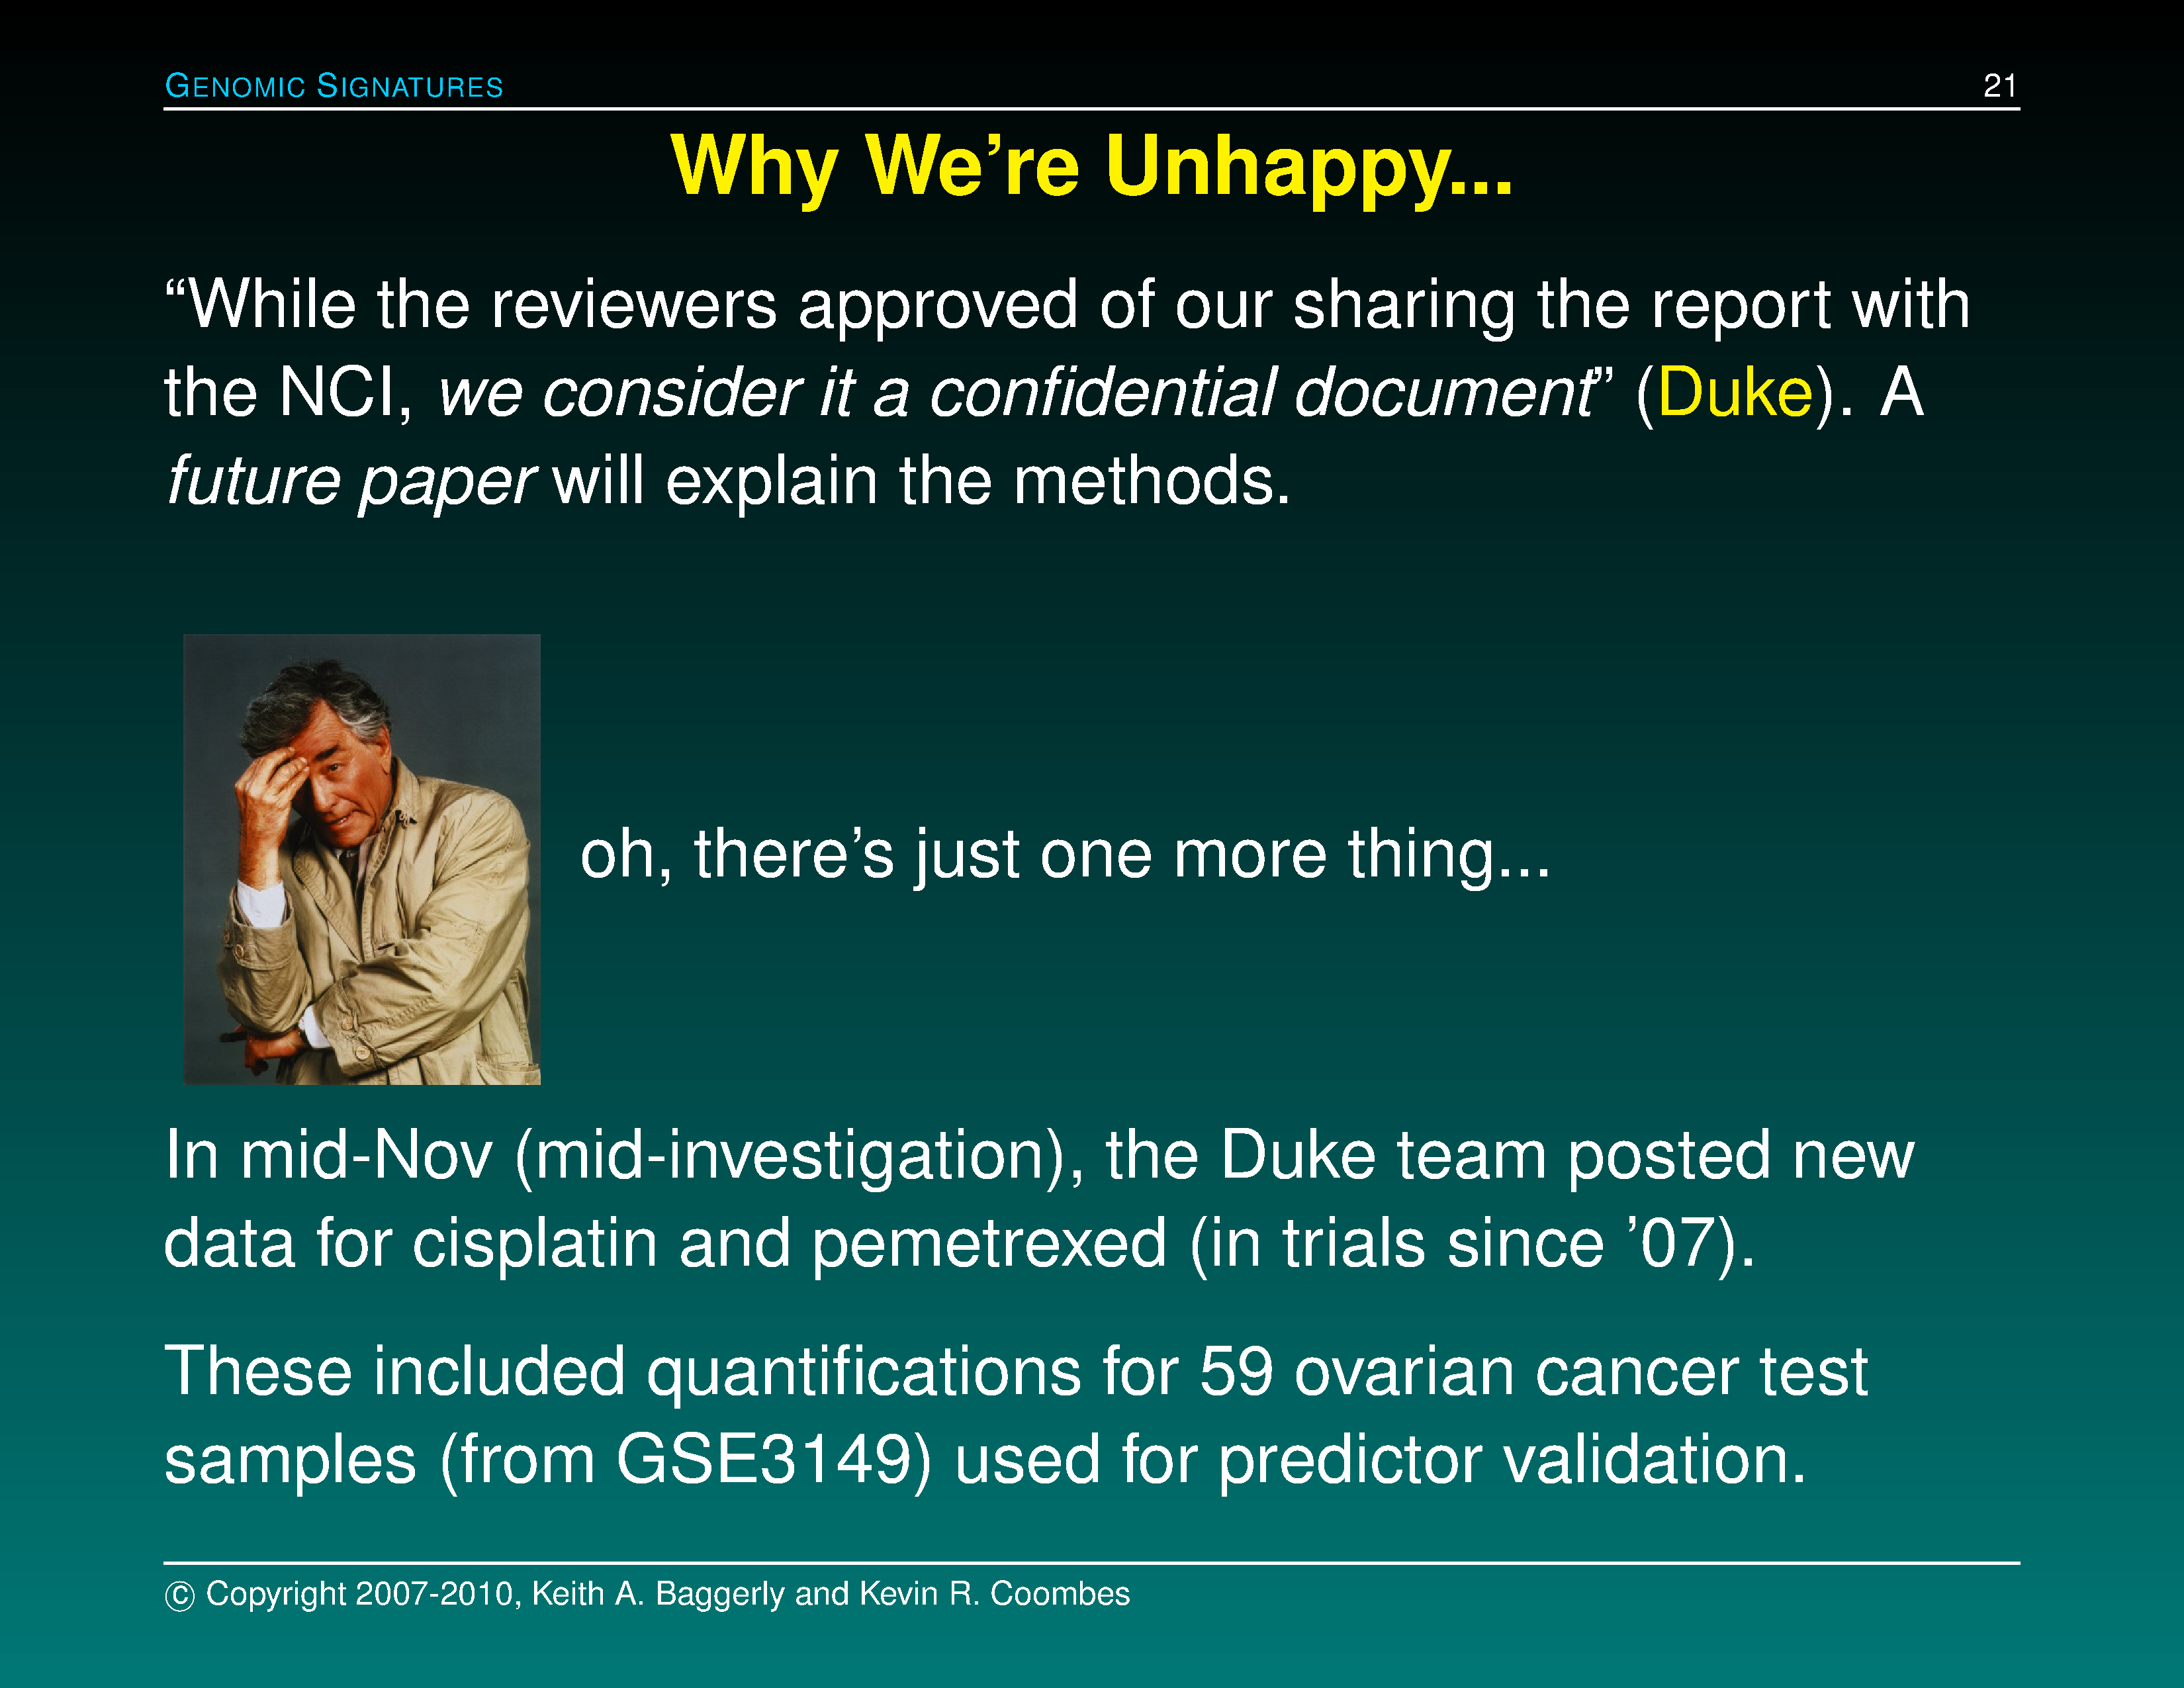 GENOMIC SIGNATURES 21
Why We’re Unhappy...
“While the reviewers approved of our sharing the report with
the NCI, we consider it a confidential document” (Duke). A
future paper will explain the methods.
oh, there’s just one more thing...
In mid-Nov (mid-investigation), the Duke team posted new
data for cisplatin and pemetrexed (in trials since ’07).
These included quantifications for 59 ovarian cancer test
samples (from GSE3149) used for predictor validation.
© Copyright 2007-2010, Keith A. Baggerly and Kevin R. Coombes